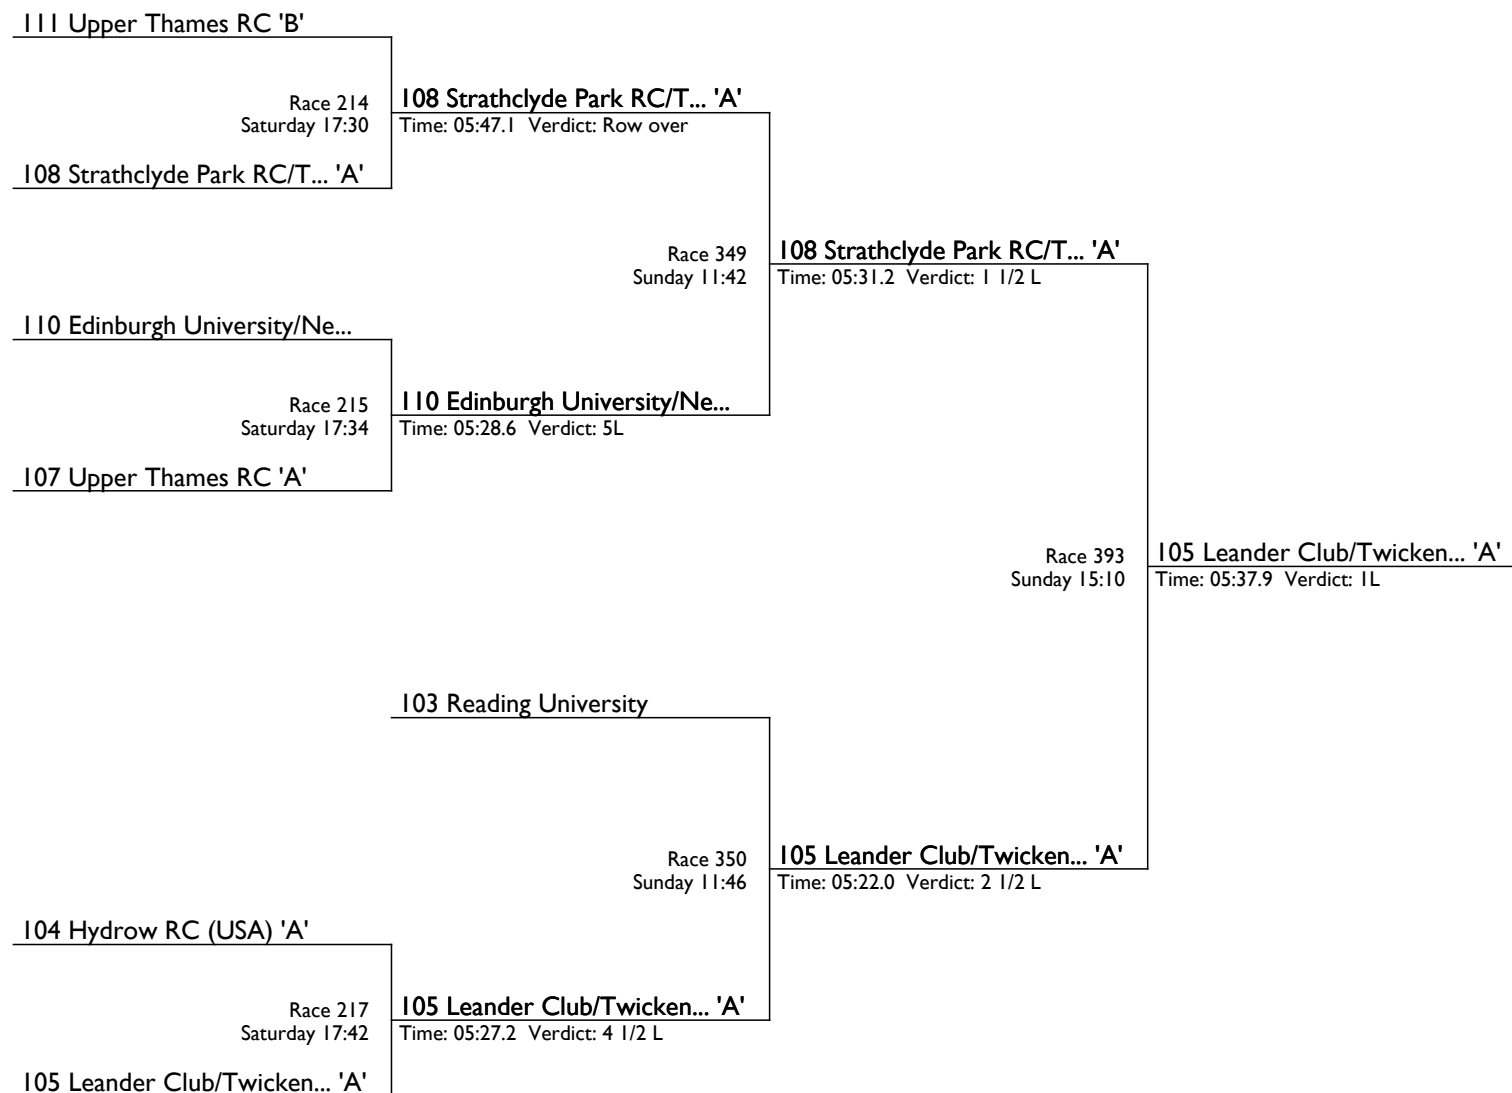 111 Upper Thames RC 'B'
Race 214
Saturday 17:30
108 Strathclyde Park RC/T... 'A'
Time: 05:47.1 Verdict: Row over
108 Strathclyde Park RC/T... 'A'
Race 349
Sunday 11:42
108 Strathclyde Park RC/T... 'A'
Time: 05:31.2 Verdict: 1 1/2 L
110 Edinburgh University/Ne...
Race 215
Saturday 17:34
110 Edinburgh University/Ne...
Time: 05:28.6 Verdict: 5L
107 Upper Thames RC 'A'
Race 393
Sunday 15:10
105 Leander Club/Twicken... 'A'
Time: 05:37.9 Verdict: 1L
103 Reading University
Race 350
Sunday 11:46
105 Leander Club/Twicken... 'A'
Time: 05:22.0 Verdict: 2 1/2 L
104 Hydrow RC (USA) 'A'
Race 217
Saturday 17:42
105 Leander Club/Twicken... 'A'
Time: 05:27.2 Verdict: 4 1/2 L
105 Leander Club/Twicken... 'A'